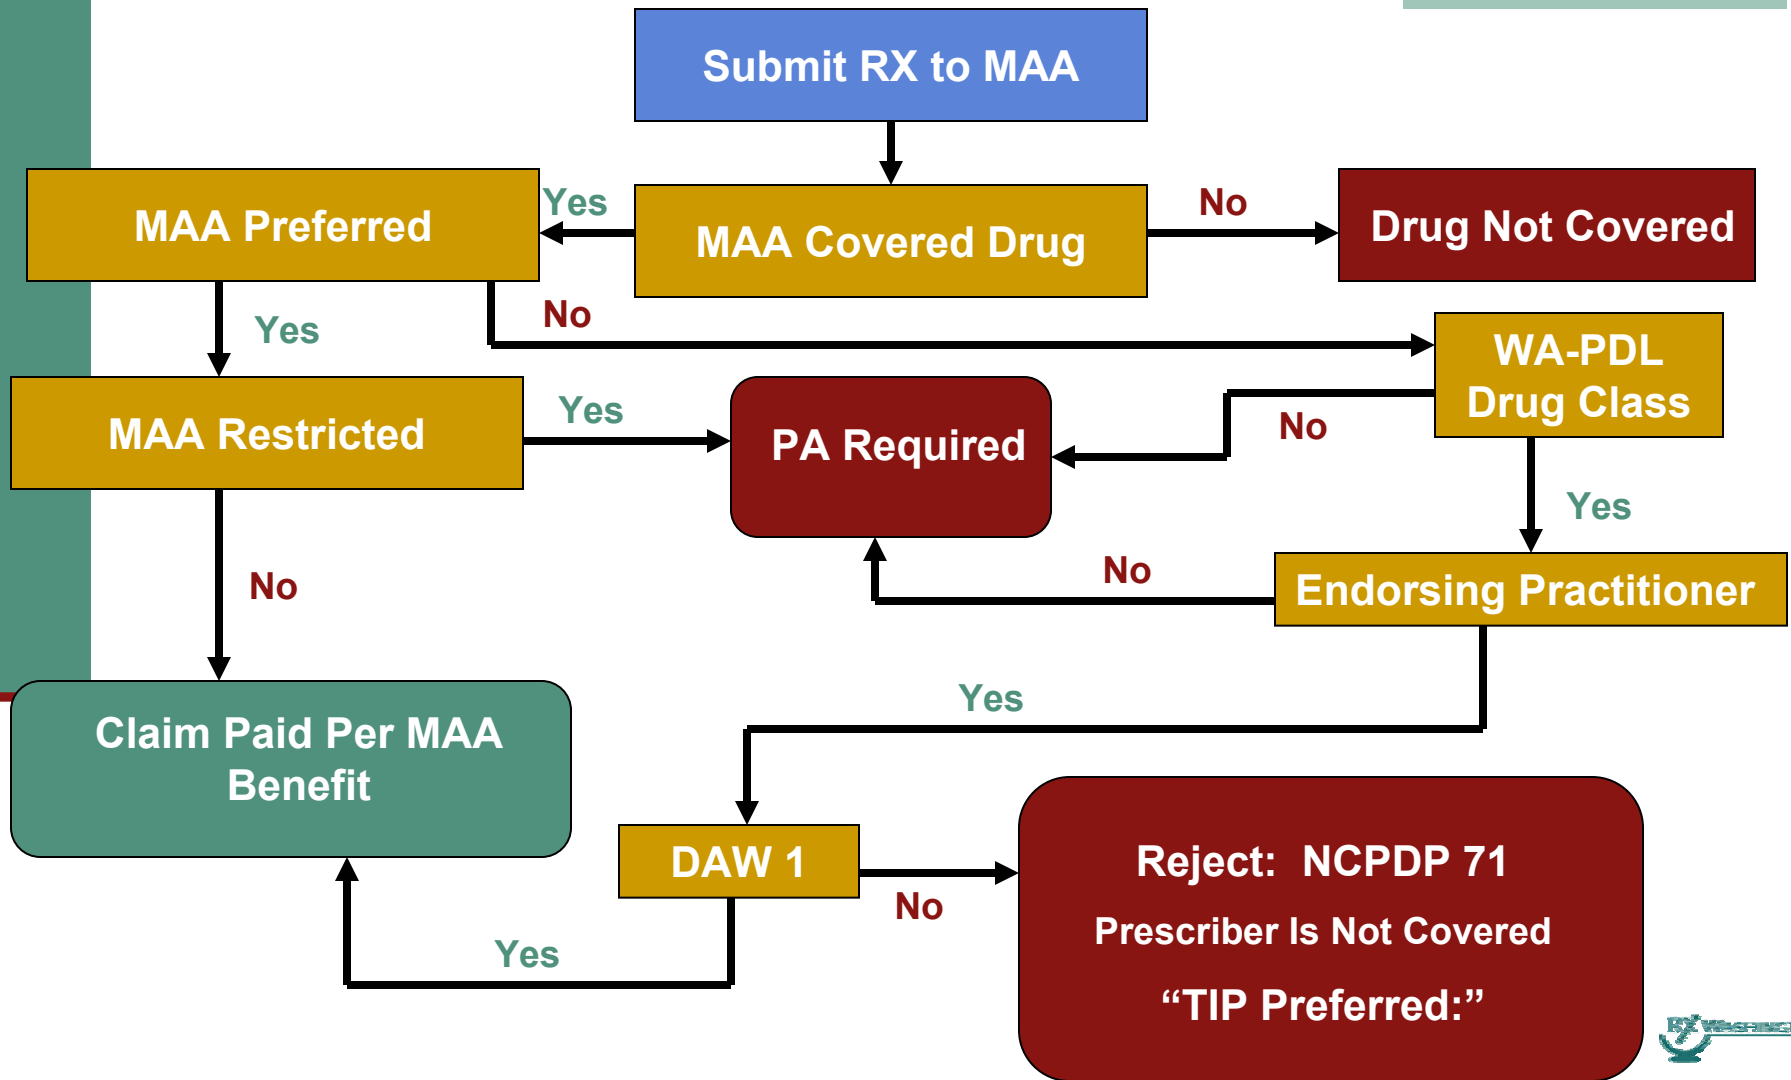 Submit RX to MAA
MAA Preferred
Yes
MAA Covered Drug
No
Drug Not Covered
Yes
No
WA-PDL
Drug Class
MAA Restricted
Yes
PA Required
No
Yes
No
No
Endorsing Practitioner
Yes
Claim Paid Per MAA
Benefit
DAW 1
No
Yes
Reject: NCPDP 71
Prescriber Is Not Covered
“TIP Preferred:”
RX